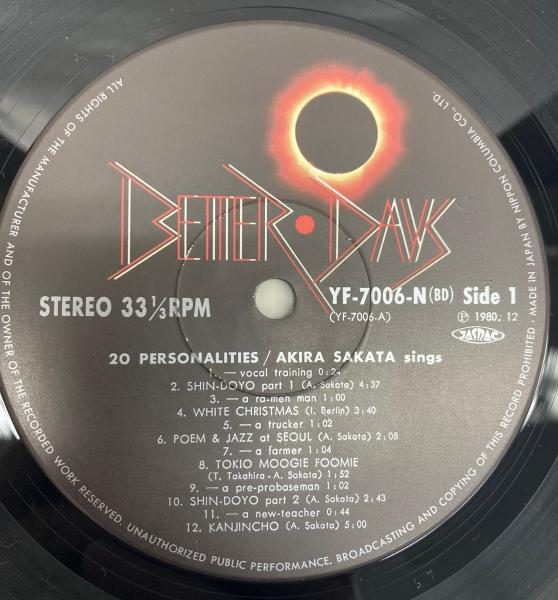 BETTER•DAYS
STEREO 33 1/3 RPM
YF-7006-N(BD) Side 1
(YF-7006-A)
Ⓟ 1980. 12
JASRAC
20 PERSONALITIES / AKIRA SAKATA sings
1. — vocal training 0:24
2. SHIN-DOYO part 1 (A. Sakata) 4:37
3. — a ra-men man 1:00
4. WHITE CHRISTMAS (I. Berlin) 3:40
5. — a trucker 1:02
6. POEM & JAZZ at SEOUL (A. Sakata) 2:08
7. — a farmer 1:04
8. TOKIO MOOGIE FOOMIE
(T. Takahira - A. Sakata) 1:52
9. — a pre-probaseman 1:02
10. SHIN-DOYO part 2 (A. Sakata) 2:43
11. — a new-teacher 0:44
12. KANJINCHO (A. Sakata) 5:00
ALL RIGHTS OF THE MANUFACTURER AND OF THE OWNER OF THE RECORDED WORK RESERVED. UNAUTHORIZED PUBLIC PERFORMANCE, BROADCASTING AND COPYING OF THIS RECORD PROHIBITED · MADE IN JAPAN BY NIPPON COLUMBIA CO., LTD.